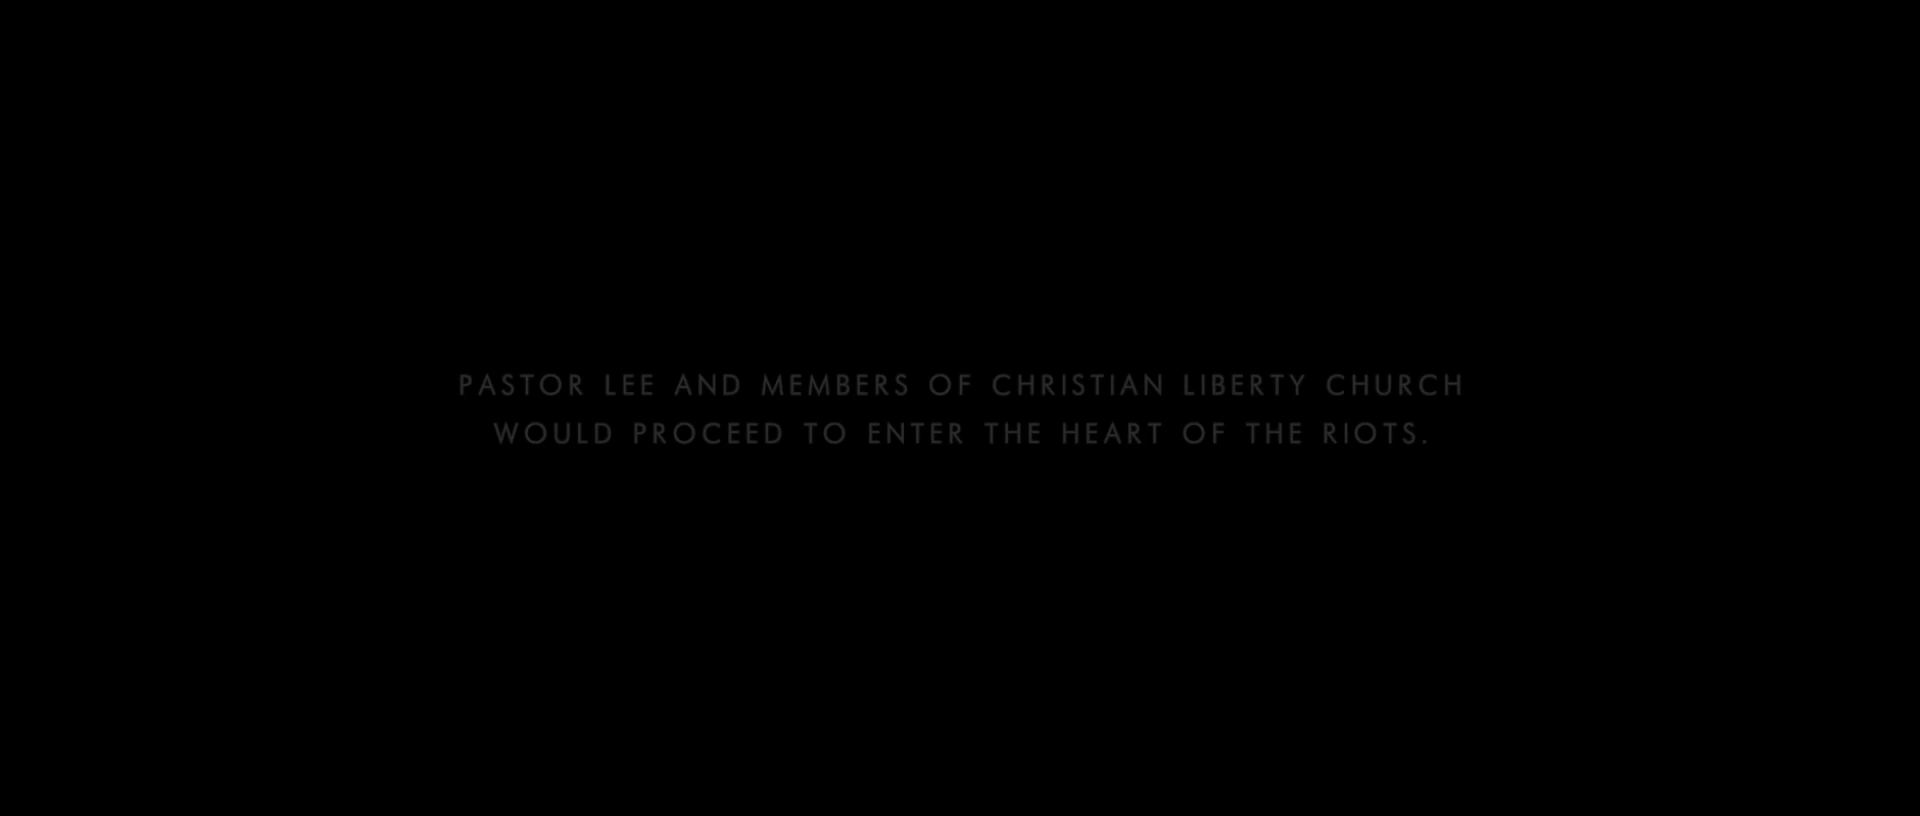 PASTOR LEE AND MEMBERS OF CHRISTIAN LIBERTY CHURCH
WOULD PROCEED TO ENTER THE HEART OF THE RIOTS.